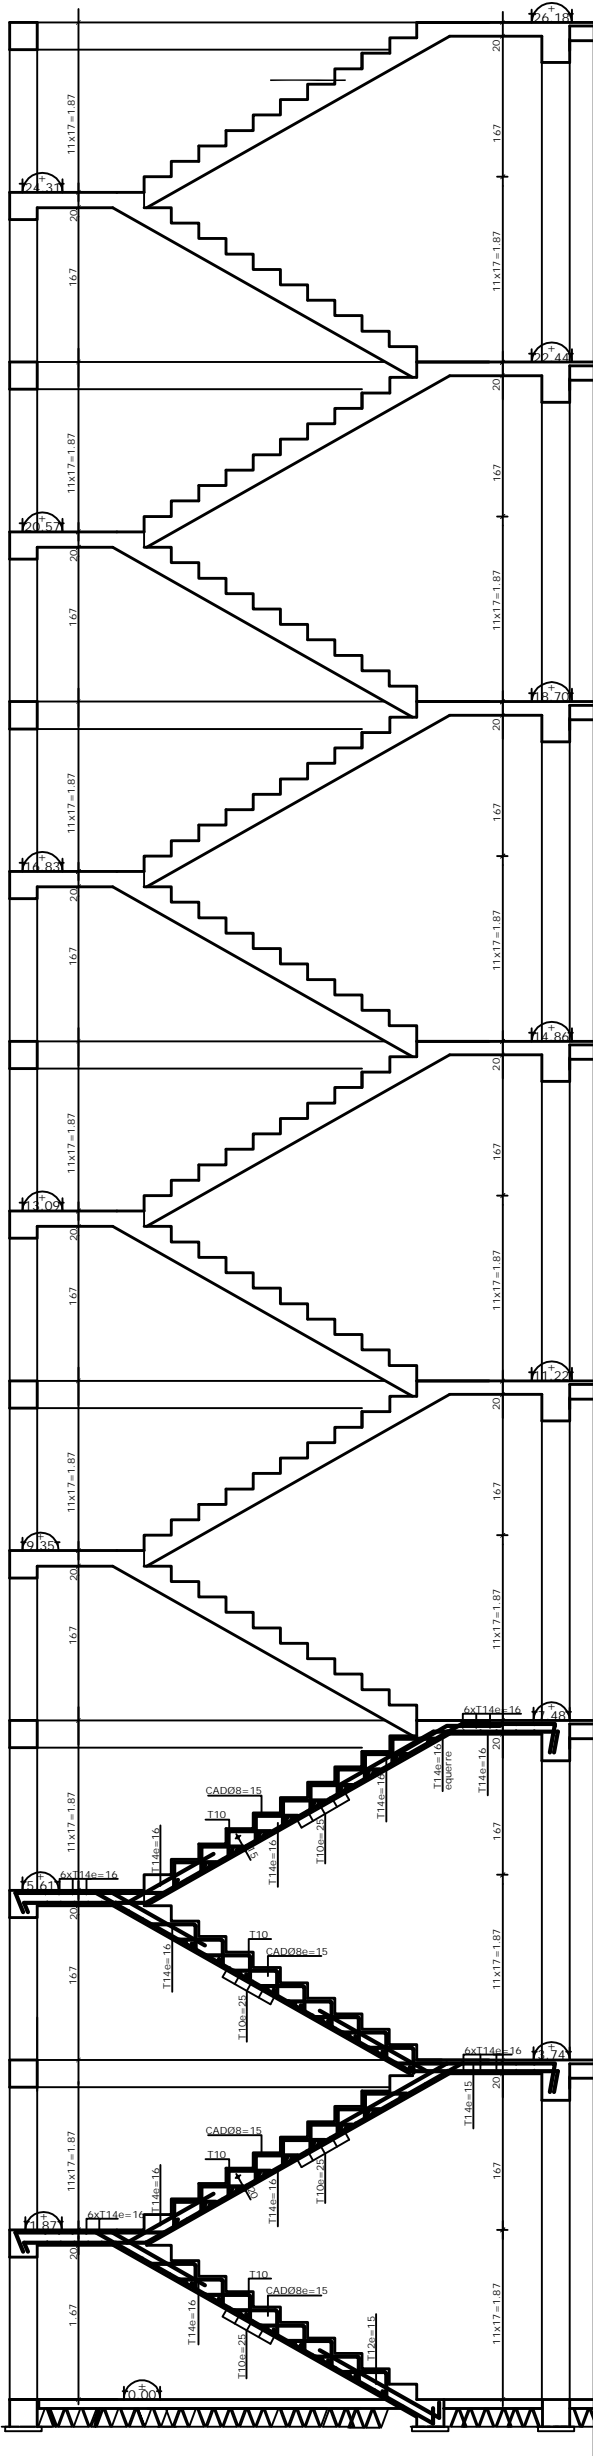 +
26.18
20
11x17=1.87
167
+
24.31
20
167
11x17=1.87
+
22.44
20
11x17=1.87
167
+
20.57
20
167
11x17=1.87
+
18.70
20
11x17=1.87
167
+
16.83
20
167
11x17=1.87
+
14.86
20
11x17=1.87
167
+
13.09
20
167
11x17=1.87
+
11.22
20
11x17=1.87
167
+
9.35
20
167
11x17=1.87
6xT14e=16
+
7.48
20
T14e=16
equerre
T14e=16
T14e=16
CADØ8=15
T10
11x17=1.87
T14e=16
15
T14e=16
T10e=25
167
+
5.61
6xT14e=16
20
T10
CADØ8e=15
T14e=16
167
T10e=25
11x17=1.87
6xT14e=16
+
3.74
20
T14e=15
CADØ8=15
T10
11x17=1.87
T14e=16
20
T14e=16
T10e=25
167
+
1.87
6xT14e=16
20
T10
CADØ8e=15
T14e=16
T10e=25
T12e=15
1.67
11x17=1.87
±
0.00